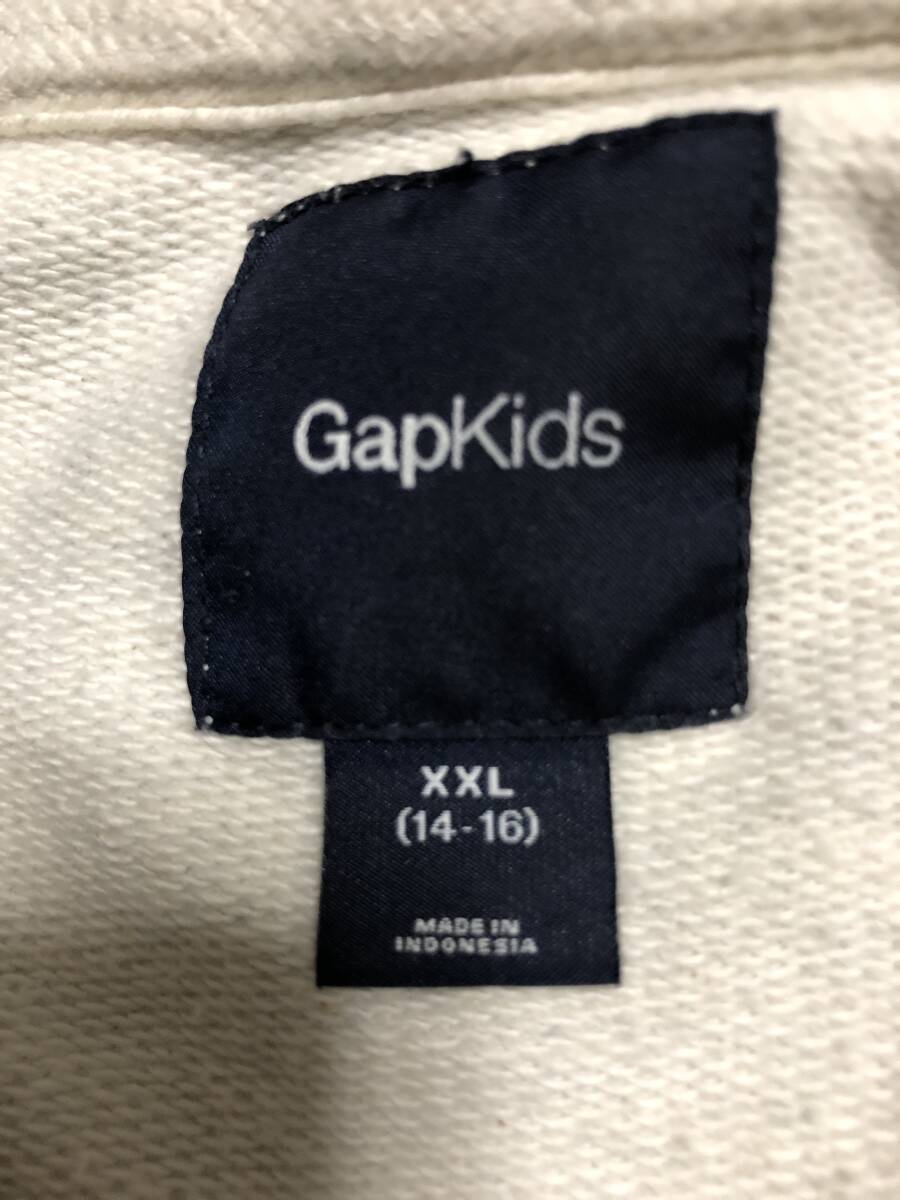 GapKids
XXL
(14-16)
MADE IN
INDONESIA